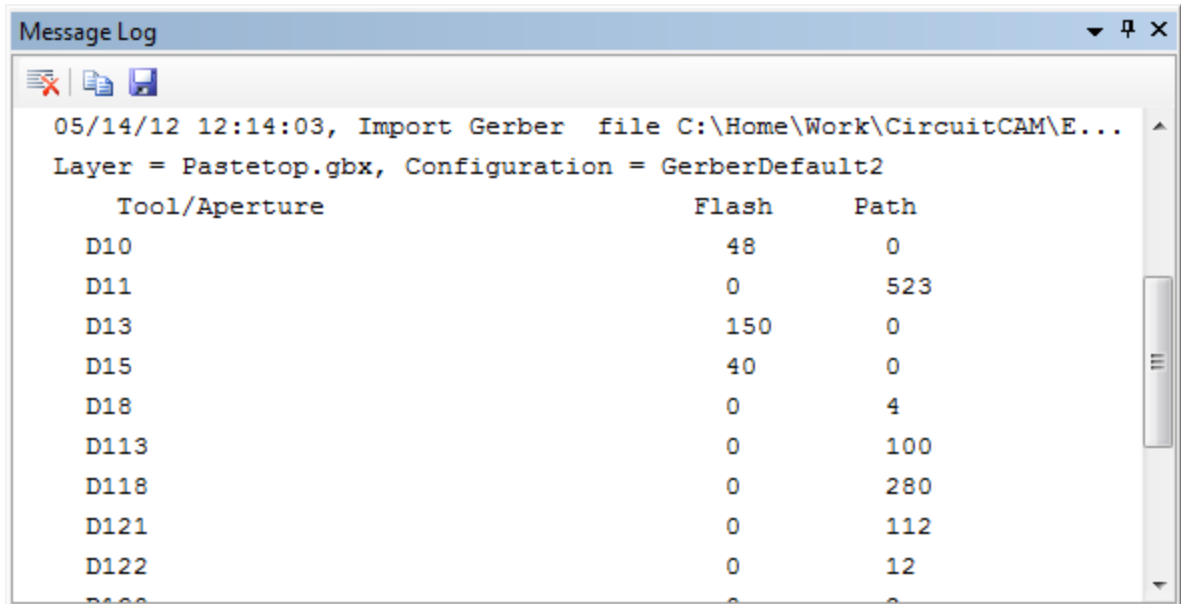 Message Log
05/14/12 12:14:03, Import Gerber file C:\Home\Work\CircuitCAM\E...
Layer = Pastetop.gbx, Configuration = GerberDefault2
Tool/Aperture Flash Path
D10 48 0
D11 0 523
D13 150 0
D15 40 0
D18 0 4
D113 0 100
D118 0 280
D121 0 112
D122 0 12